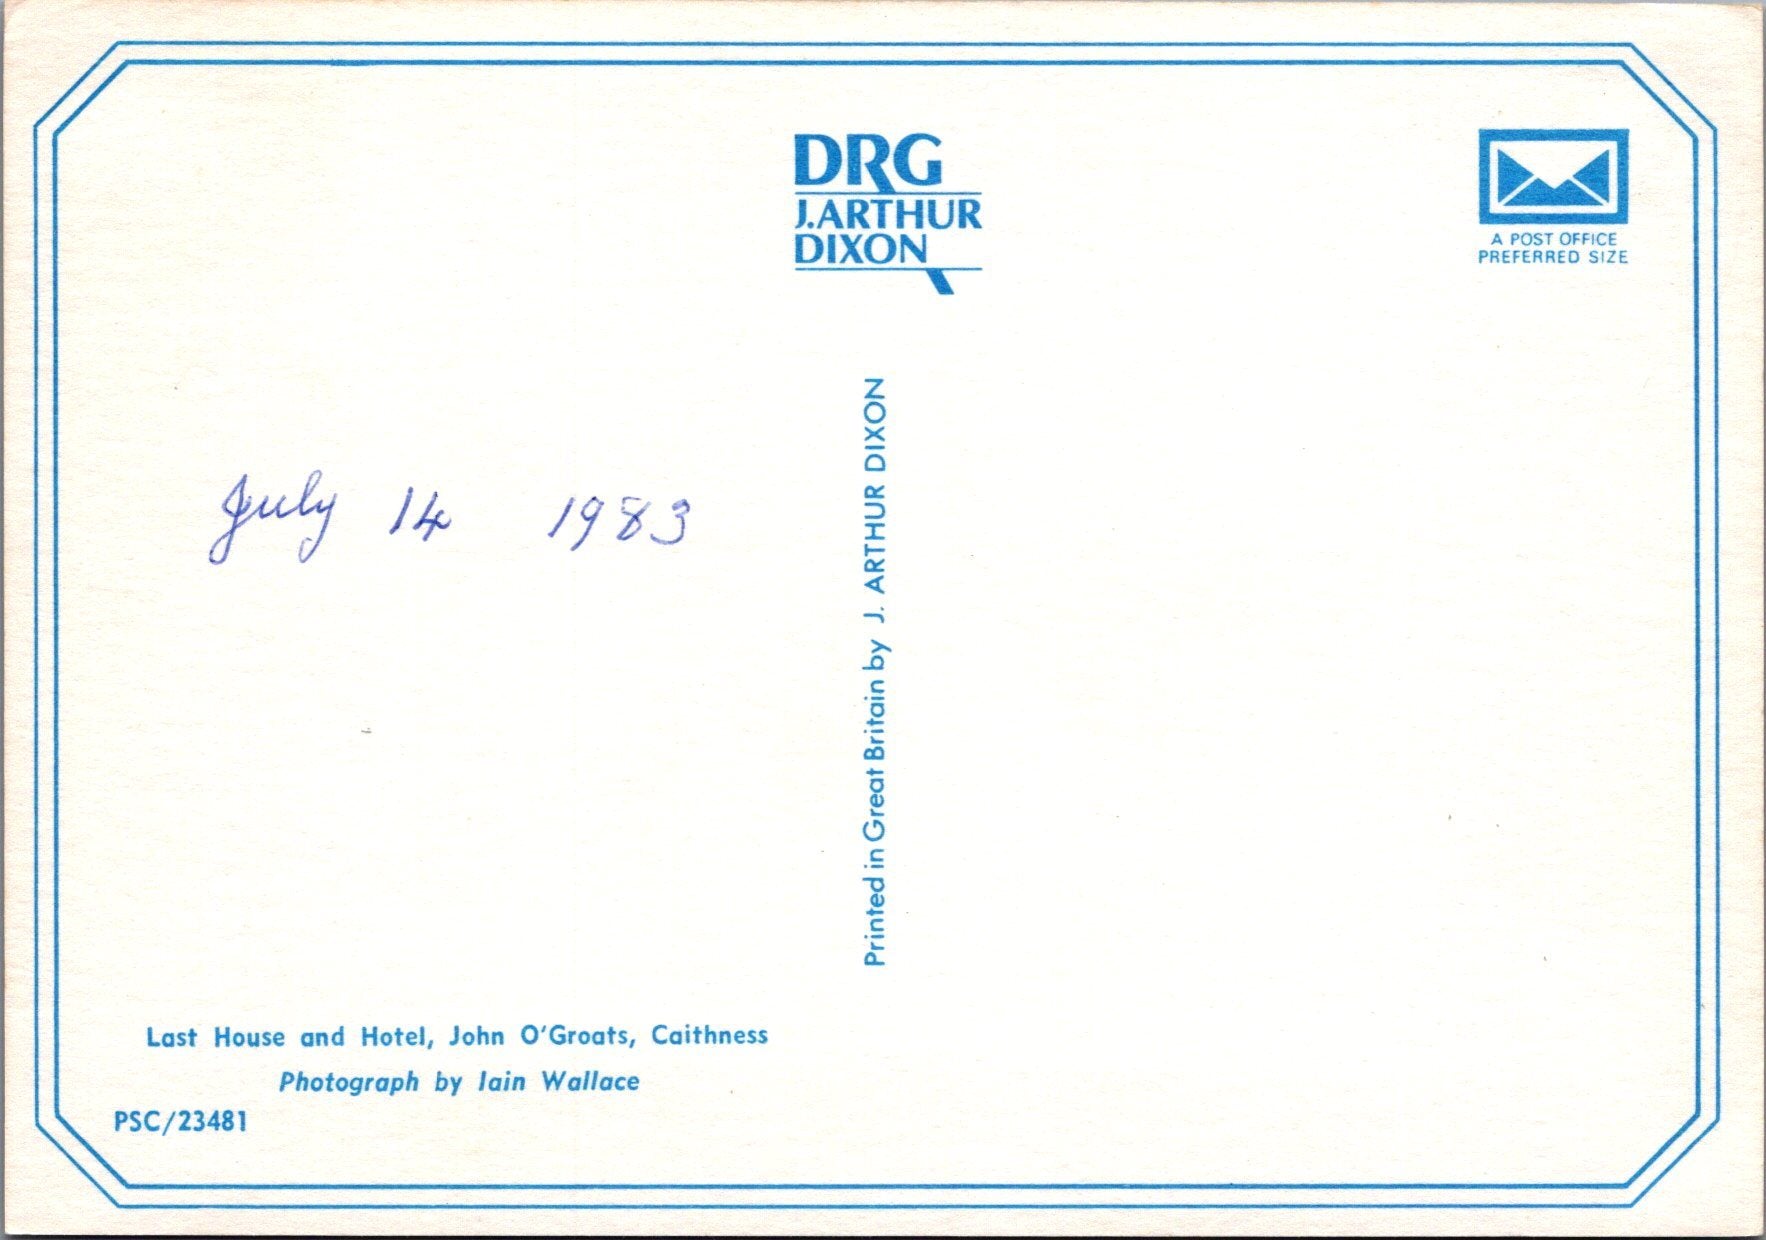 DRG
J.ARTHUR
DIXON
A POST OFFICE
PREFERRED SIZE
July 14 1983
Printed in Great Britain by J. ARTHUR DIXON
Last House and Hotel, John O'Groats, Caithness
Photograph by Iain Wallace
PSC/23481